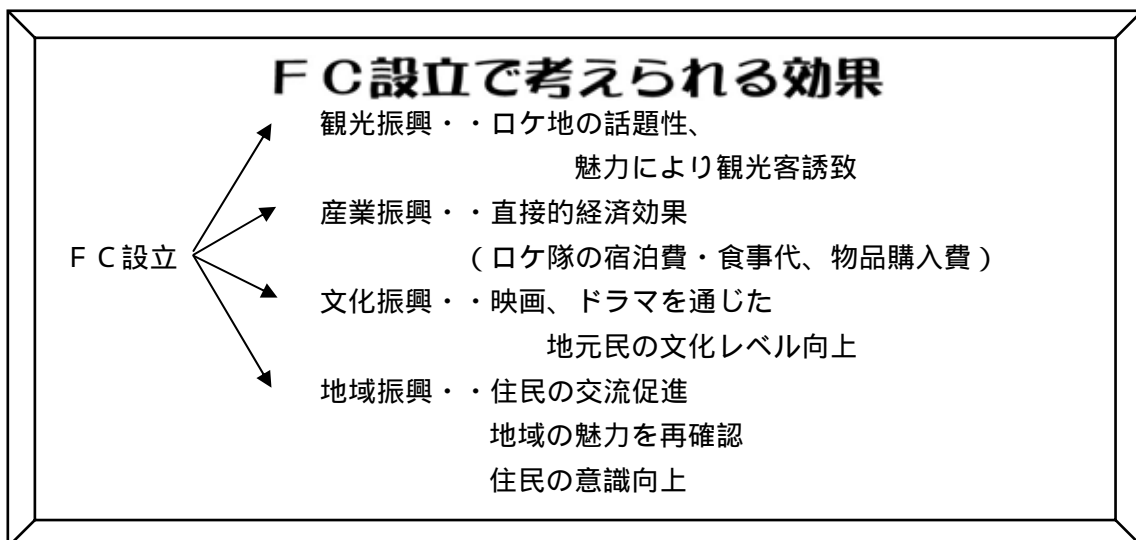 ＦＣ設立で考えられる効果
観光振興・・ロケ地の話題性、
魅力により観光客誘致
産業振興・・直接的経済効果
ＦＣ設立
（ロケ隊の宿泊費・食事代、物品購入費）
文化振興・・映画、ドラマを通じた
地元民の文化レベル向上
地域振興・・住民の交流促進
地域の魅力を再確認
住民の意識向上